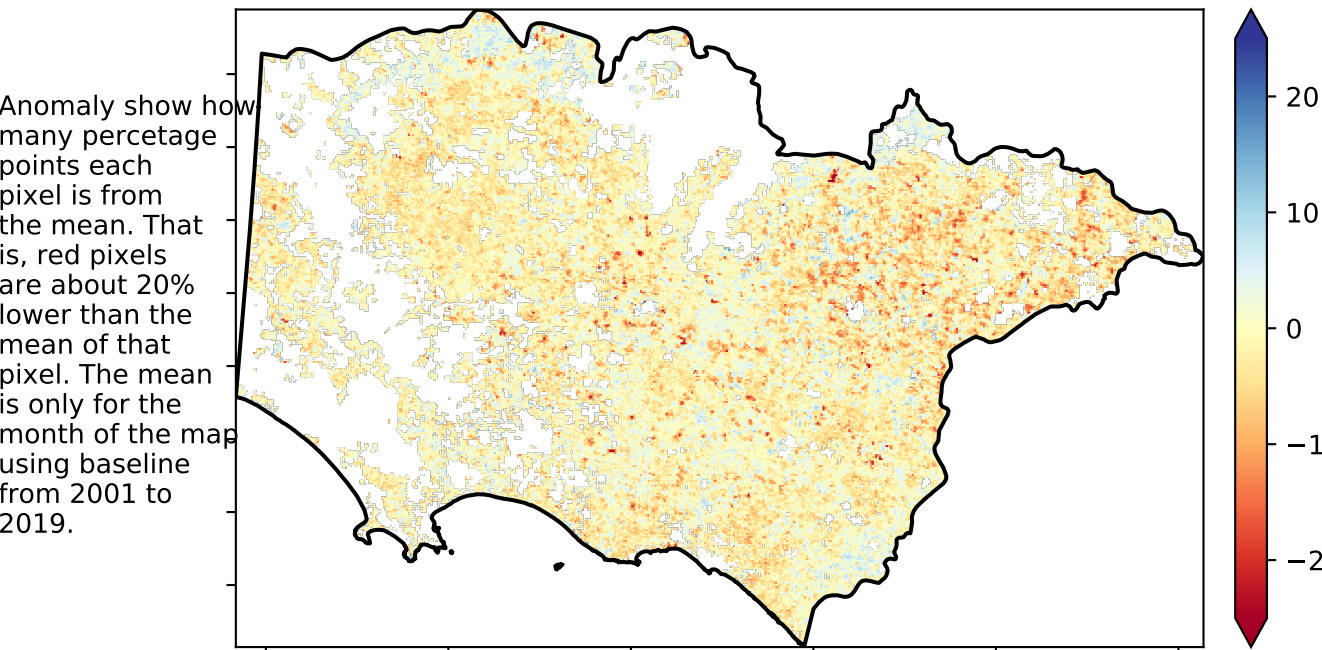 Anomaly show how
many percetage
points each
pixel is from
the mean. That
is, red pixels
are about 20%
lower than the
mean of that
pixel. The mean
is only for the
month of the map
using baseline
from 2001 to
2019.
20
10
0
−1
−2